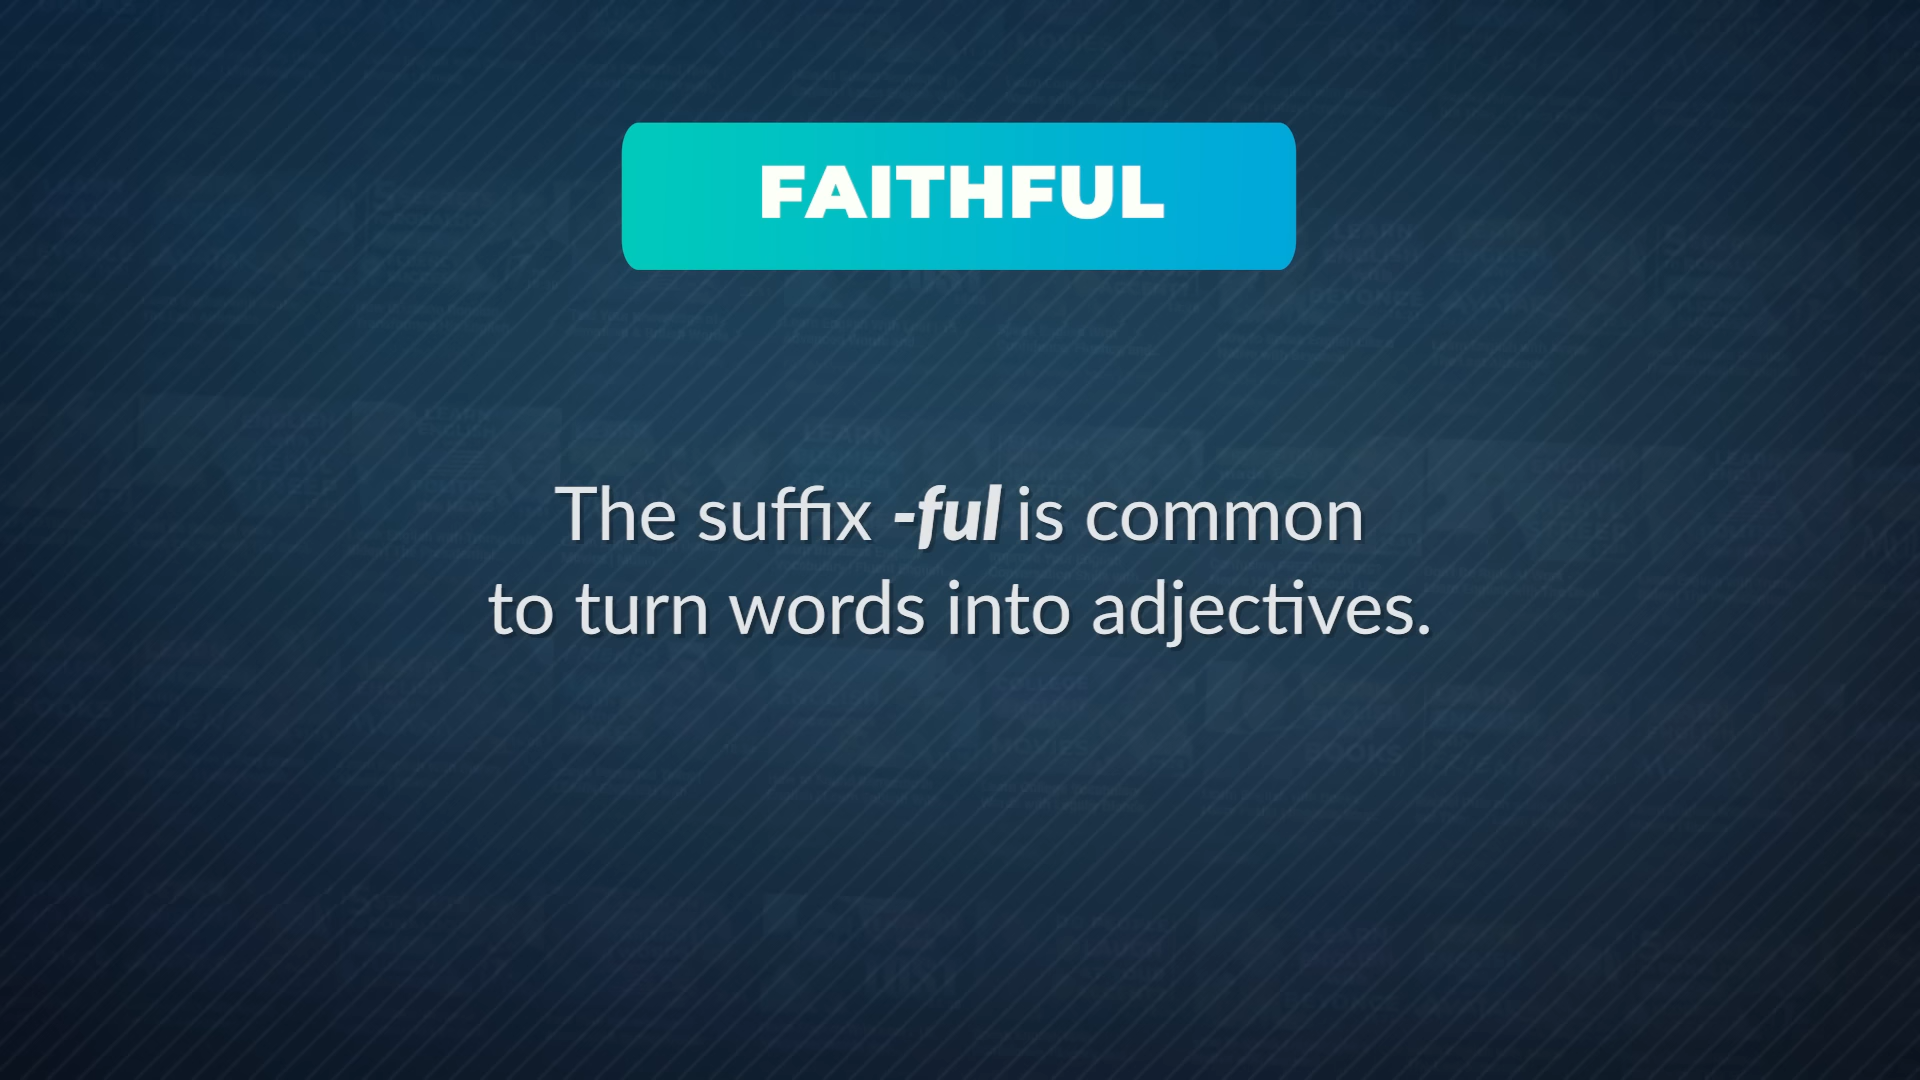 FAITHFUL
The suffix -ful is common
to turn words into adjectives.